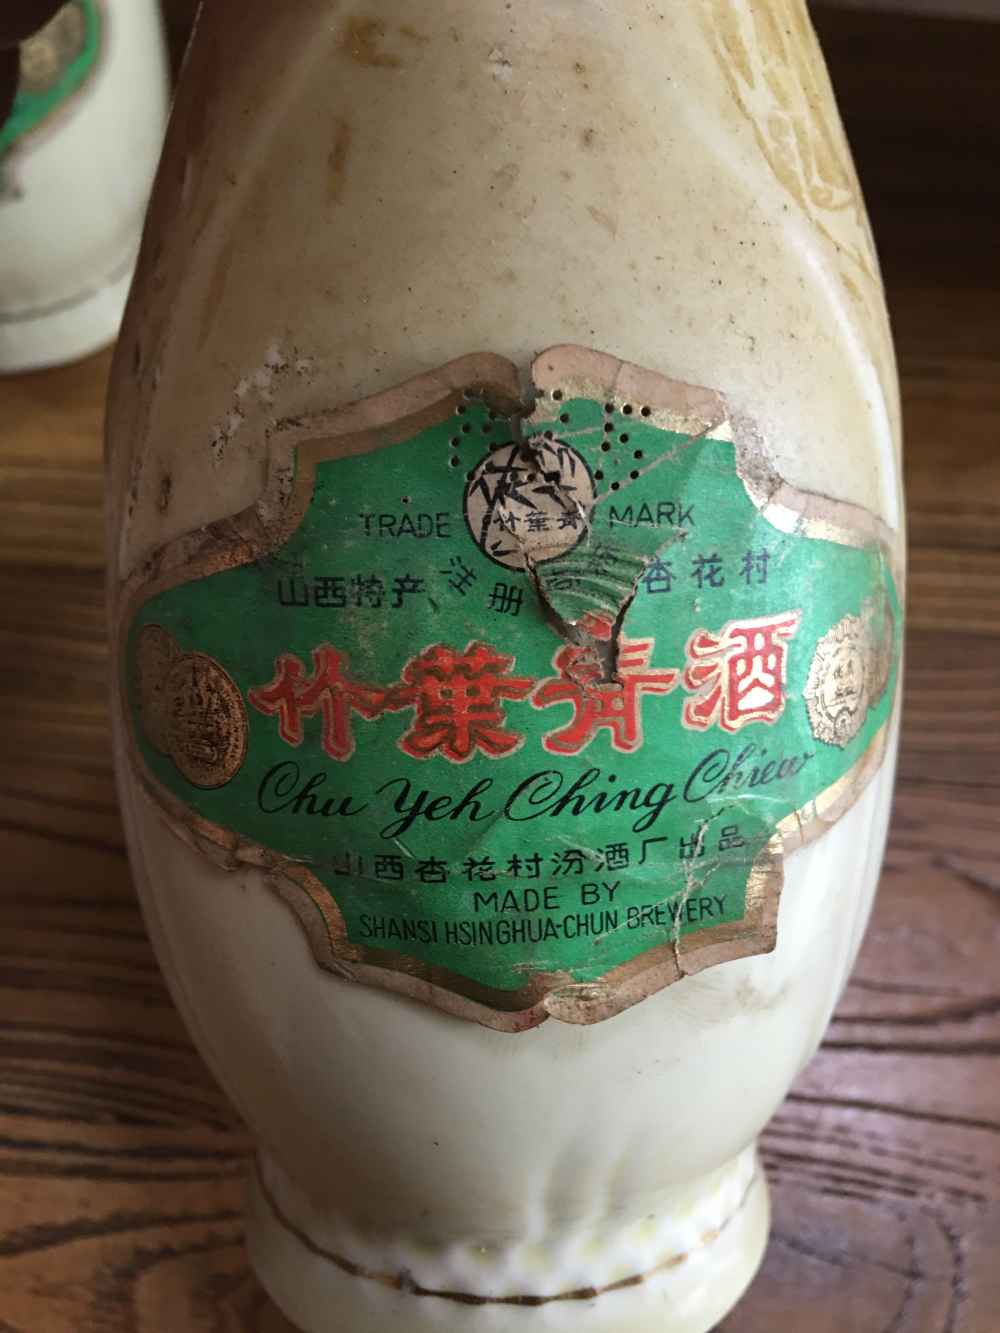 竹葉青
TRADE MARK
山西特产 注册商标 杏花村
竹葉青酒
Chu Yeh Ching Chiew
山西杏花村汾酒厂出品
MADE BY
SHANSI HSINGHUA-CHUN BREWERY